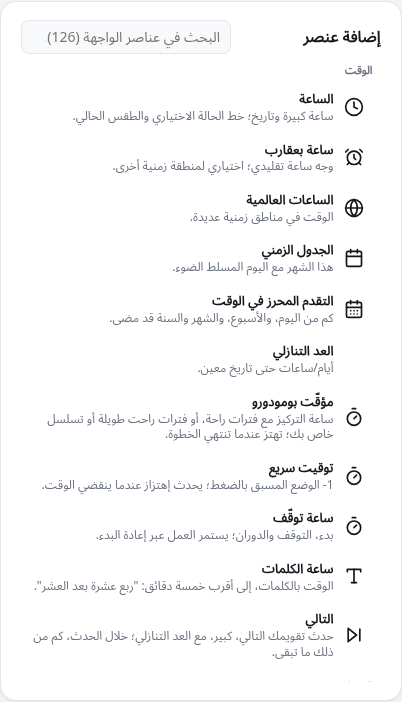 إضافة عنصر
البحث في عناصر الواجهة (126)
الوقت
الساعة
ساعة كبيرة وتاريخ؛ خط الحالة الاختياري والطقس الحالي.
ساعة بعقارب
وجه ساعة تقليدي؛ اختياري لمنطقة زمنية أخرى.
الساعات العالمية
الوقت في مناطق زمنية عديدة.
الجدول الزمني
هذا الشهر مع اليوم المسلط الضوء.
التقدم المحرز في الوقت
كم من اليوم، والأسبوع، والشهر والسنة قد مضى.
العد التنازلي
أيام/ساعات حتى تاريخ معين.
مؤقّت بومودورو
ساعة التركيز مع فترات راحة، أو فترات راحت طويلة أو تسلسل
خاص بك؛ تهتز عندما تنتهي الخطوة.
توقيت سريع
1- الوضع المسبق بالضغط؛ يحدث إهتزاز عندما ينقضي الوقت.
ساعة توقّف
بدء، التوقف والدوران؛ يستمر العمل عبر إعادة البدء.
ساعة الكلمات
الوقت بالكلمات، إلى أقرب خمسة دقائق: "ربع عشرة بعد العشر".
التالي
حدث تقويمك التالي، كبير، مع العد التنازلي؛ خلال الحدث، كم من
ذلك ما تبقى.